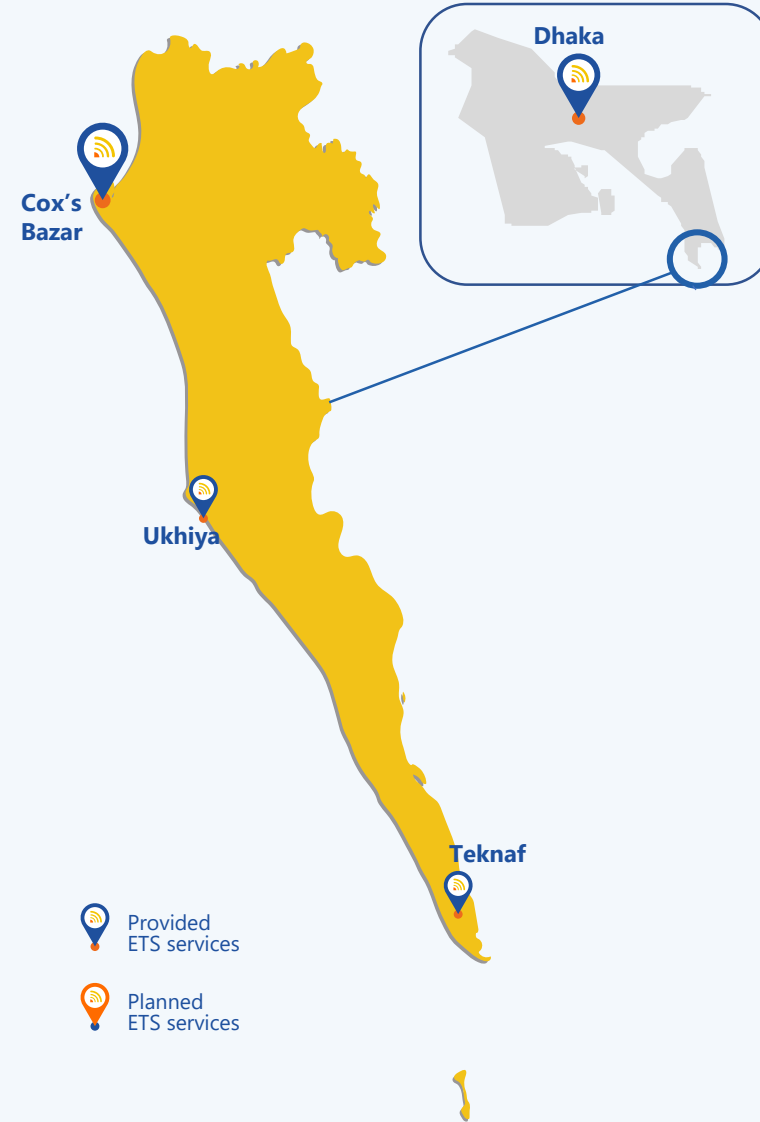 Dhaka
Cox's
Bazar
Ukhiya
Teknaf
Provided
ETS services
Planned
ETS services